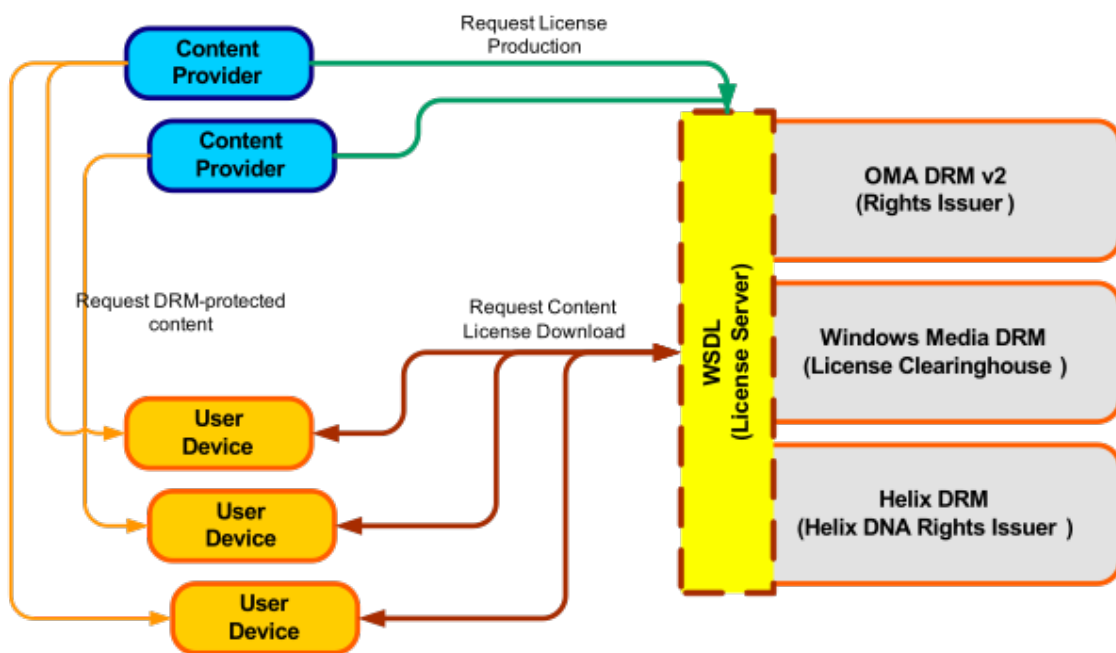 Request License
Production
Content
Provider
Content
Provider
OMA DRM v2
(Rights Issuer )
Request DRM-protected
content
Request Content
License Download
WSDL
(License Server)
Windows Media DRM
(License Clearinghouse )
User
Device
User
Device
Helix DRM
(Helix DNA Rights Issuer )
User
Device